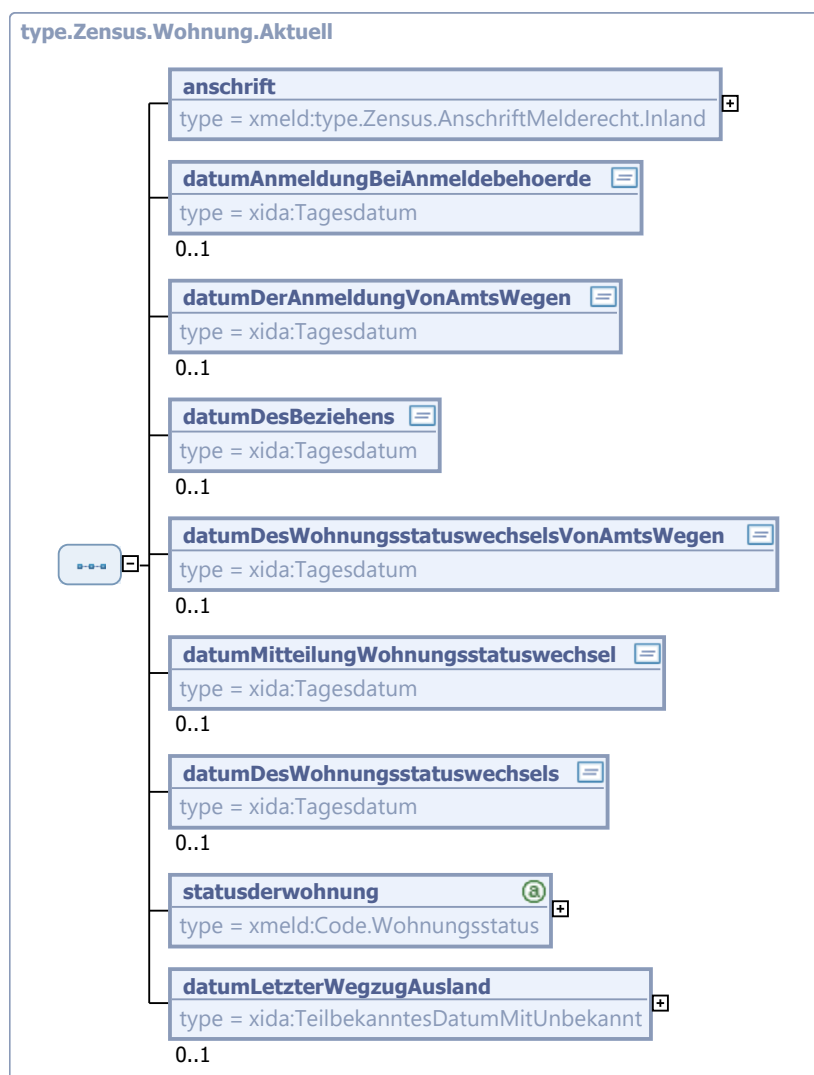 type.Zensus.Wohnung.Aktuell
anschrift
type = xmeld:type.Zensus.AnschriftMelderecht.Inland
datumAnmeldungBeiAnmeldebehoerde
type = xida:Tagesdatum
0..1
datumDerAnmeldungVonAmtsWegen
type = xida:Tagesdatum
0..1
datumDesBeziehens
type = xida:Tagesdatum
0..1
datumDesWohnungsstatuswechselsVonAmtsWegen
type = xida:Tagesdatum
0..1
datumMitteilungWohnungsstatuswechsel
type = xida:Tagesdatum
0..1
datumDesWohnungsstatuswechsels
type = xida:Tagesdatum
0..1
statusderwohnung
type = xmeld:Code.Wohnungsstatus
datumLetzterWegzugAusland
type = xida:TeilbekanntesDatumMitUnbekannt
0..1